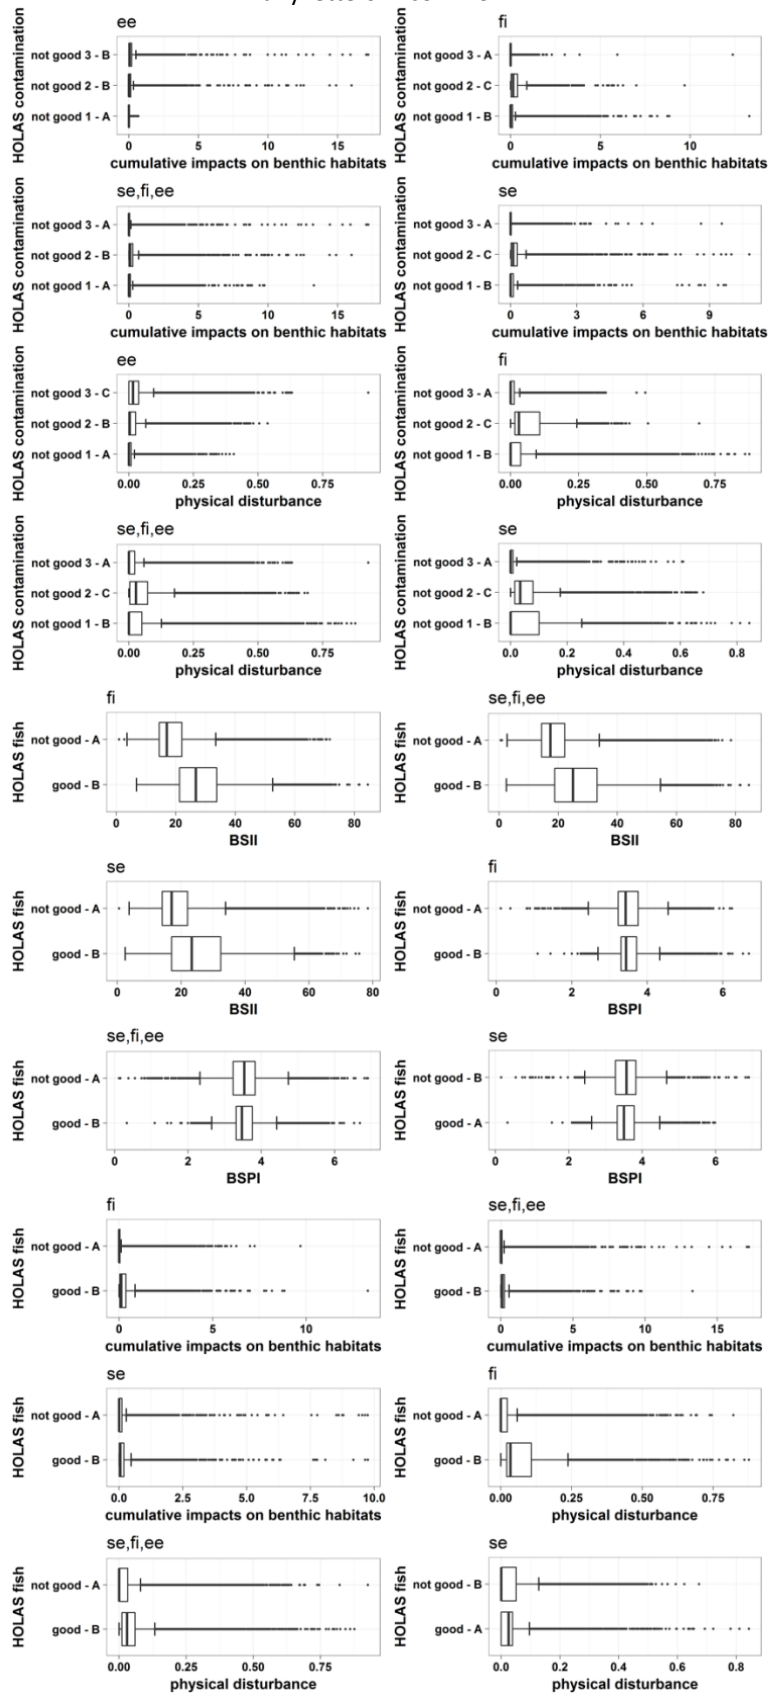 ee
HOLAS contamination
not good 3 - B
not good 2 - B
not good 1 - A
0 5 10 15
cumulative impacts on benthic habitats
fi
HOLAS contamination
not good 3 - A
not good 2 - C
not good 1 - B
0 5 10
cumulative impacts on benthic habitats
se,fi,ee
HOLAS contamination
not good 3 - A
not good 2 - B
not good 1 - A
0 5 10 15
cumulative impacts on benthic habitats
se
HOLAS contamination
not good 3 - A
not good 2 - C
not good 1 - B
0 3 6 9
cumulative impacts on benthic habitats
ee
HOLAS contamination
not good 3 - C
not good 2 - B
not good 1 - A
0.00 0.25 0.50 0.75
physical disturbance
fi
HOLAS contamination
not good 3 - A
not good 2 - C
not good 1 - B
0.00 0.25 0.50 0.75
physical disturbance
se,fi,ee
HOLAS contamination
not good 3 - A
not good 2 - C
not good 1 - B
0.00 0.25 0.50 0.75
physical disturbance
se
HOLAS contamination
not good 3 - A
not good 2 - C
not good 1 - B
0.0 0.2 0.4 0.6 0.8
physical disturbance
fi
HOLAS fish
not good - A
good - B
0 20 40 60 80
BSII
se,fi,ee
HOLAS fish
not good - A
good - B
0 20 40 60 80
BSII
se
HOLAS fish
not good - A
good - B
0 20 40 60 80
BSII
fi
HOLAS fish
not good - A
good - B
0 2 4 6
BSPI
se,fi,ee
HOLAS fish
not good - A
good - B
0 2 4 6
BSPI
se
HOLAS fish
not good - B
good - A
0 2 4 6
BSPI
fi
HOLAS fish
not good - A
good - B
0 5 10
cumulative impacts on benthic habitats
se,fi,ee
HOLAS fish
not good - A
good - B
0 5 10 15
cumulative impacts on benthic habitats
se
HOLAS fish
not good - A
good - B
0.0 2.5 5.0 7.5 10.0
cumulative impacts on benthic habitats
fi
HOLAS fish
not good - A
good - B
0.00 0.25 0.50 0.75
physical disturbance
se,fi,ee
HOLAS fish
not good - A
good - B
0.00 0.25 0.50 0.75
physical disturbance
se
HOLAS fish
not good - B
good - A
0.0 0.2 0.4 0.6 0.8
physical disturbance